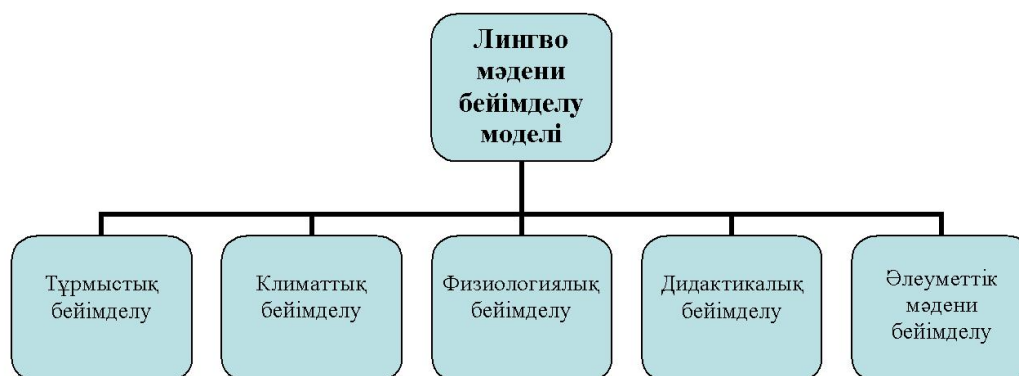 Лингво
мәдени
бейімделу
моделі
Тұрмыстық
бейімделу
Климаттық
бейімделу
Физиологиялық
бейімделу
Дидактикалық
бейімделу
Әлеуметтік
мәдени
бейімделу